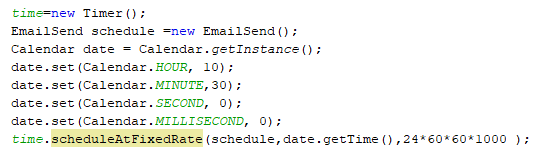 time=new Timer();
EmailSend schedule =new EmailSend();
Calendar date = Calendar.getInstance();
date.set(Calendar.HOUR, 10);
date.set(Calendar.MINUTE,30);
date.set(Calendar.SECOND, 0);
date.set(Calendar.MILLISECOND, 0);
time.scheduleAtFixedRate(schedule,date.getTime(),24*60*60*1000 );